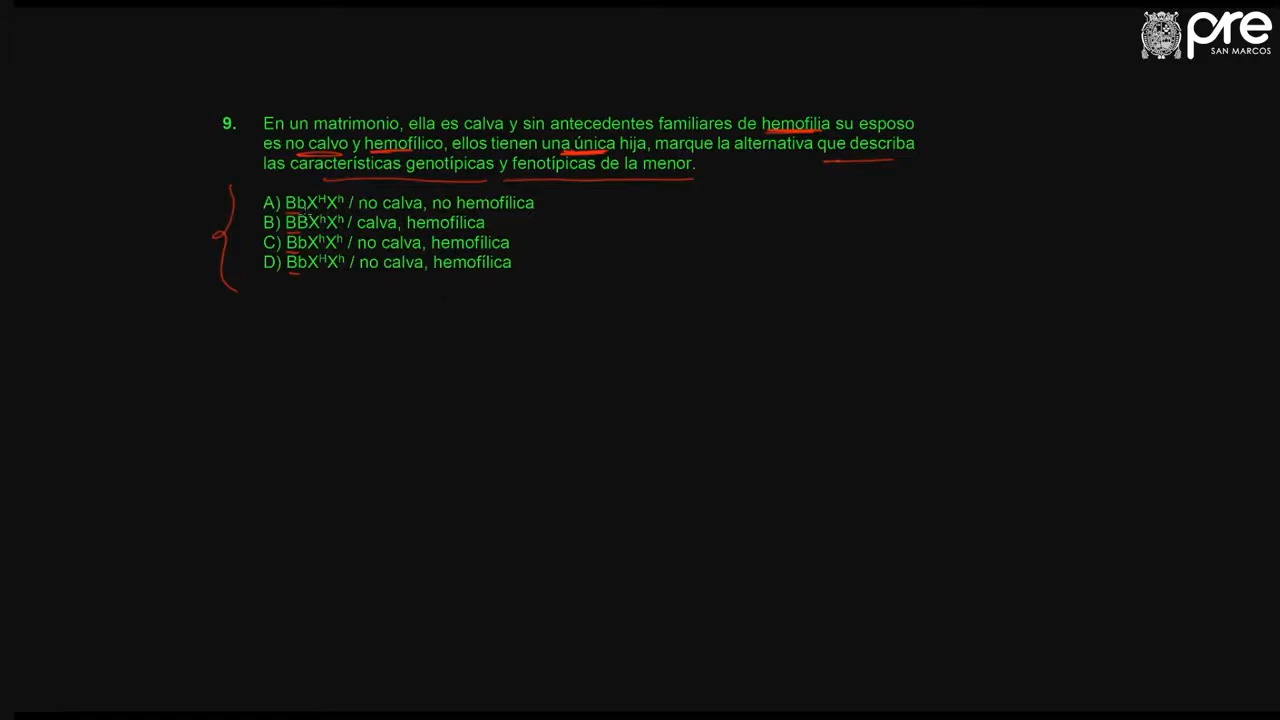 pre
SAN MARCOS
9. En un matrimonio, ella es calva y sin antecedentes familiares de hemofilia su esposo
es no calvo y hemofílico, ellos tienen una única hija, marque la alternativa que describa
las características genotípicas y fenotípicas de la menor.
A) BbXᴴXʰ / no calva, no hemofílica
B) BBXʰXʰ / calva, hemofílica
C) BbXʰXʰ / no calva, hemofílica
D) BbXᴴXʰ / no calva, hemofílica